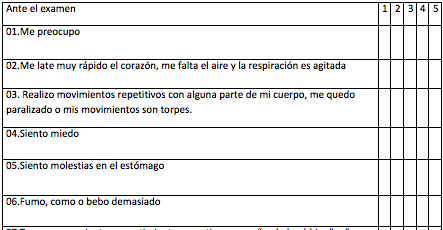 Ante el examen 1 2 3 4 5
01.Me preocupo
02.Me late muy rápido el corazón, me falta el aire y la respiración es agitada
03. Realizo movimientos repetitivos con alguna parte de mi cuerpo, me quedo
paralizado o mis movimientos son torpes.
04.Siento miedo
05.Siento molestias en el estómago
06.Fumo, como o bebo demasiado